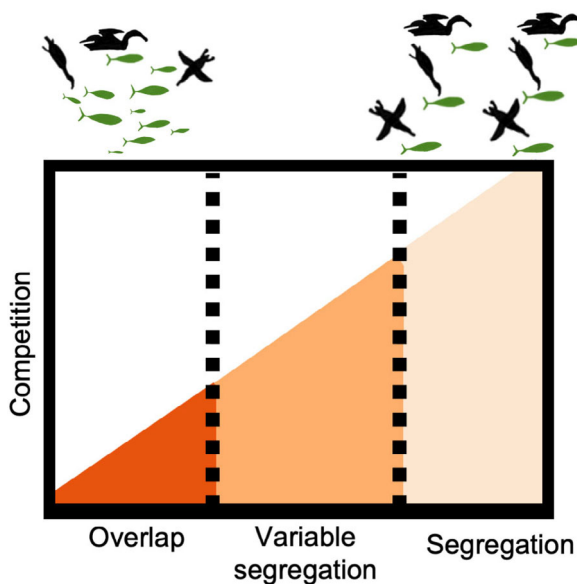 Competition
Overlap
Variable
segregation
Segregation